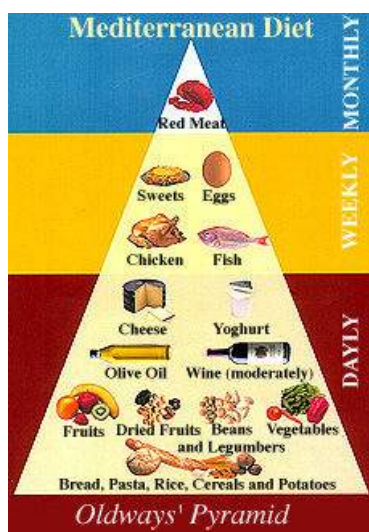 Mediterranean Diet
MONTHLY
Red Meat
WEEKLY
Sweets Eggs
Chicken Fish
DAYLY
Cheese Yoghurt
Olive Oil Wine (moderately)
Fruits Dried Fruits Beans Vegetables
and Legumbers
Bread, Pasta, Rice, Cereals and Potatoes
Oldways' Pyramid